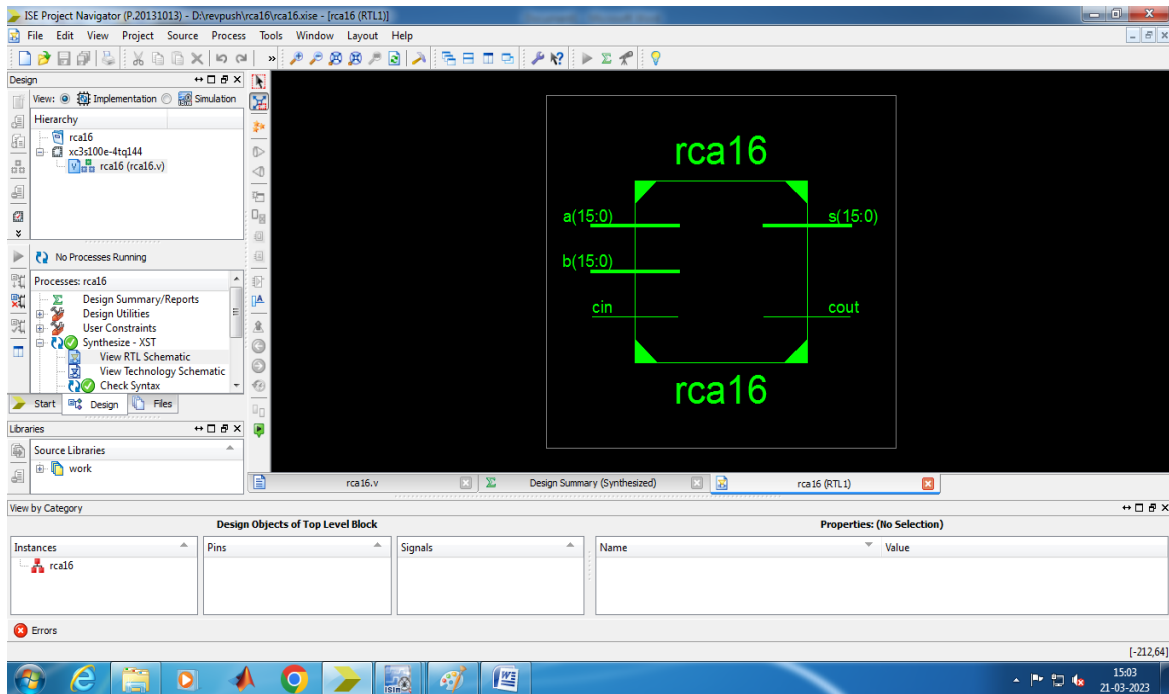 ISE Project Navigator (P.20131013) - D:\revpush\rca16\rca16.xise - [rca16 (RTL1)]
File Edit View Project Source Process Tools Window Layout Help
Design
View: Implementation Simulation
Hierarchy
rca16
xc3s100e-4tq144
rca16 (rca16.v)
No Processes Running
Processes: rca16
Design Summary/Reports
Design Utilities
User Constraints
Synthesize - XST
View RTL Schematic
View Technology Schematic
Check Syntax
Start Design Files
Libraries
Source Libraries
work
rca16
a(15:0) s(15:0)
b(15:0)
cin cout
rca16
rca16.v Design Summary (Synthesized) rca16 (RTL1)
View by Category
Design Objects of Top Level Block Properties: (No Selection)
Instances Pins Signals Name Value
rca16
Errors
[-212,64]
15:03
21-03-2023